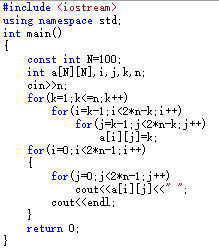 #include <iostream>
using namespace std;
int main()
{
    const int N=100;
    int a[N][N],i,j,k,n;
    cin>>n;
    for(k=1;k<=n;k++)
        for(i=k-1;i<2*n-k;i++)
            for(j=k-1;j<2*n-k;j++)
                a[i][j]=k;
    for(i=0;i<2*n-1;i++)
    {
        for(j=0;j<2*n-1;j++)
            cout<<a[i][j]<<" ";
        cout<<endl;
    }
    return 0;
}